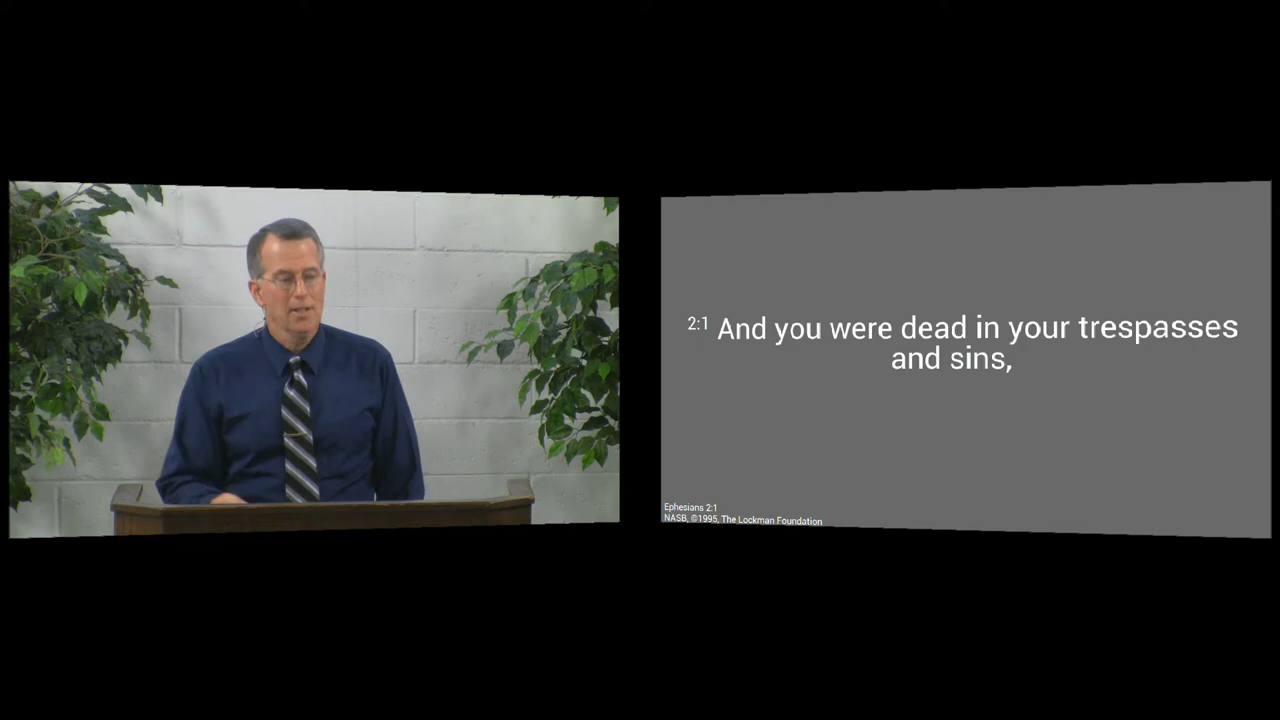 2:1 And you were dead in your trespasses
and sins,
Ephesians 2:1
NASB, ©1995, The Lockman Foundation